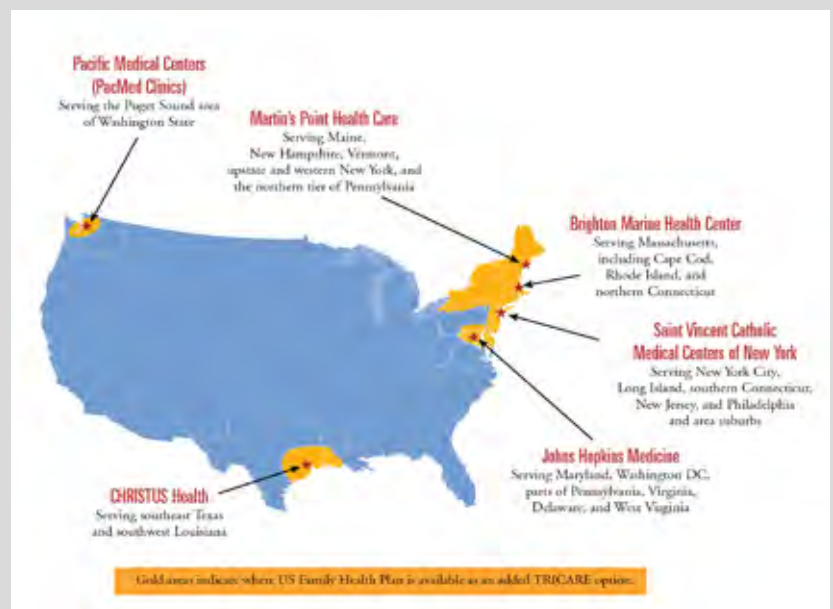 Pacific Medical Centers
(PacMed Clinics)
Serving the Puget Sound area
of Washington State
Martin's Point Health Care
Serving Maine,
New Hampshire, Vermont,
upstate and western New York, and
the northern tier of Pennsylvania
Brighton Marine Health Center
Serving Massachusetts,
including Cape Cod,
Rhode Island, and
northern Connecticut
Saint Vincent Catholic
Medical Centers of New York
Serving New York City,
Long Island, southern Connecticut,
New Jersey, and Philadelphia
and area suburbs
Johns Hopkins Medicine
Serving Maryland, Washington DC,
parts of Pennsylvania, Virginia,
Delaware, and West Virginia
CHRISTUS Health
Serving southeast Texas
and southwest Louisiana
Gold areas indicate where US Family Health Plan is available as an added TRICARE option.